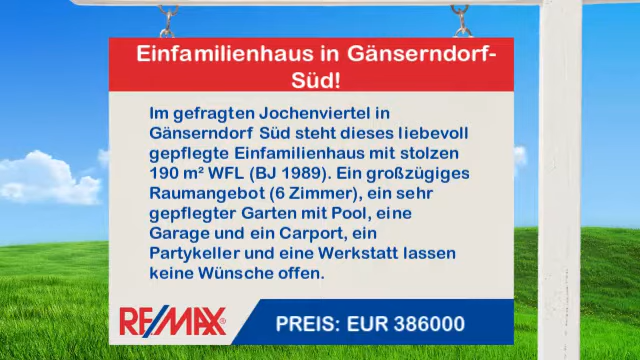 Einfamilienhaus in Gänserndorf-
Süd!
Im gefragten Jochenviertel in
Gänserndorf Süd steht dieses liebevoll
gepflegte Einfamilienhaus mit stolzen
190 m² WFL (BJ 1989). Ein großzügiges
Raumangebot (6 Zimmer), ein sehr
gepflegter Garten mit Pool, eine
Garage und ein Carport, ein
Partykeller und eine Werkstatt lassen
keine Wünsche offen.
RE/MAX®
PREIS: EUR 386000